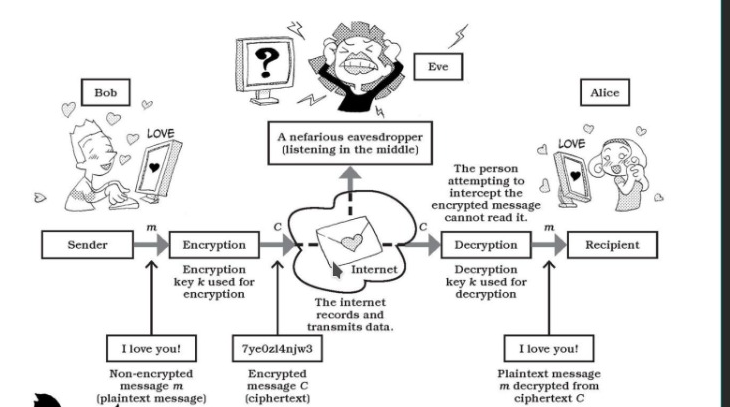 Bob
Eve
Alice
?
LOVE
LOVE
A nefarious eavesdropper
(listening in the middle)
The person
attempting to
intercept the
encrypted message
cannot read it.
Sender
m
Encryption
C
Internet
C
Decryption
m
Recipient
Encryption
key k used for
encryption
The internet
records and
transmits data.
Decryption
key k used for
decryption
I love you!
7ye0zl4njw3
I love you!
Non-encrypted
message m
(plaintext message)
Encrypted
message C
(ciphertext)
Plaintext message
m decrypted from
ciphertext C